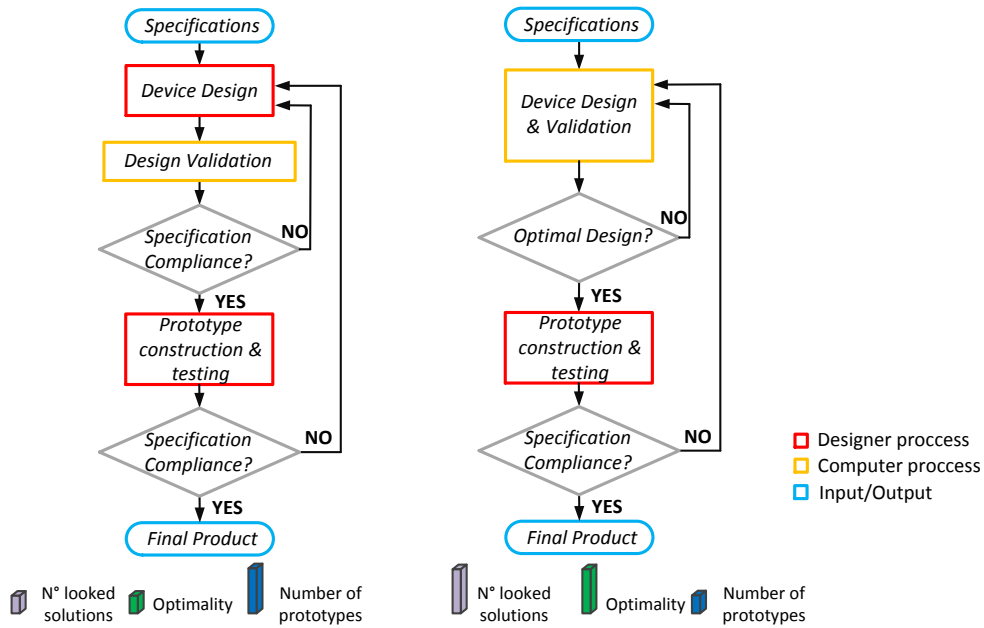 Specifications
Device Design
Design Validation
Specification
Compliance?
NO
YES
Prototype
construction &
testing
Specification
Compliance?
NO
YES
Final Product
N° looked
solutions
Optimality
Number of
prototypes
Specifications
Device Design
& Validation
Optimal Design?
NO
YES
Prototype
construction &
testing
Specification
Compliance?
NO
YES
Final Product
N° looked
solutions
Optimality
Number of
prototypes
Designer proccess
Computer proccess
Input/Output